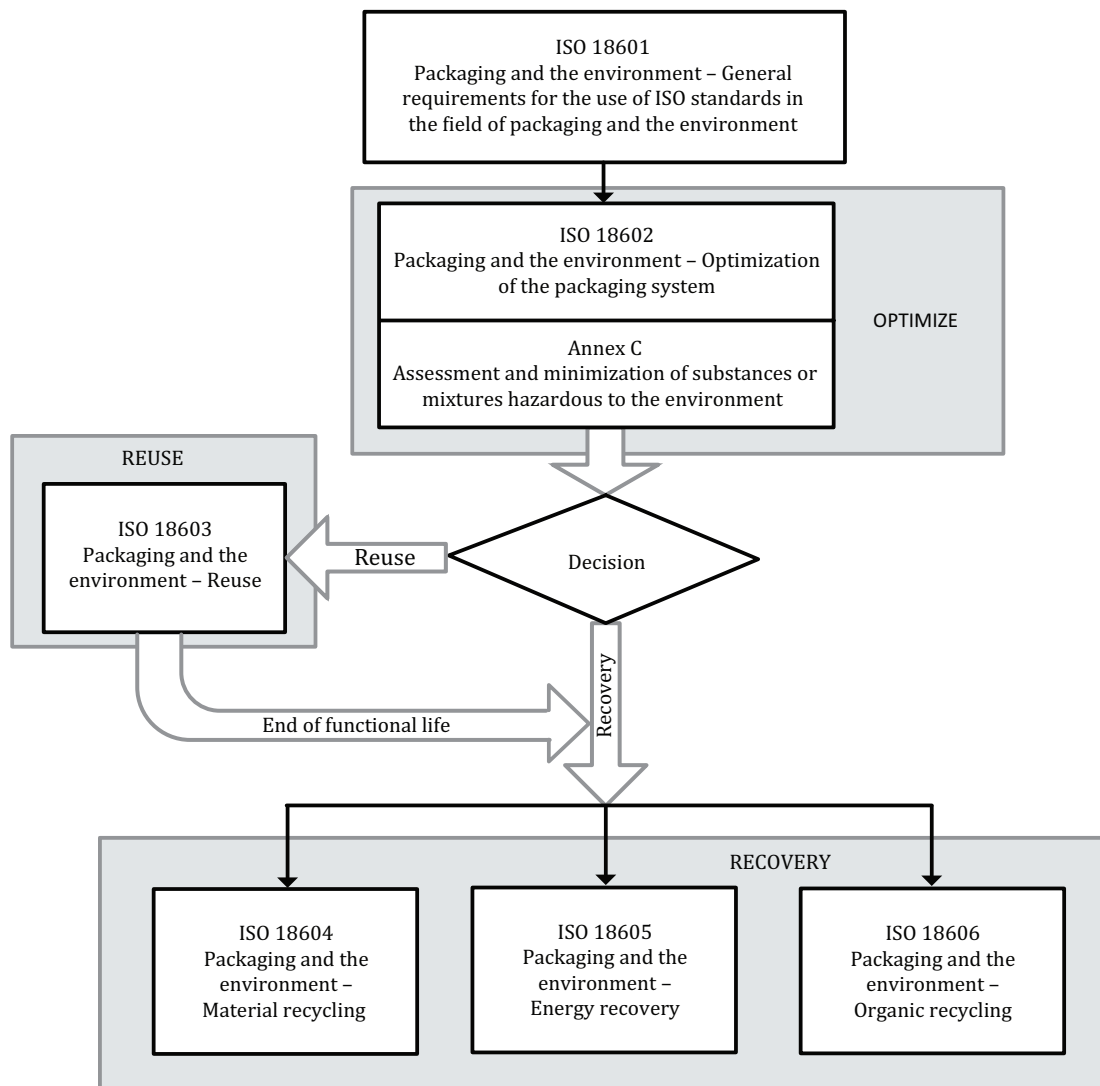 ISO 18601
Packaging and the environment – General
requirements for the use of ISO standards in
the field of packaging and the environment
ISO 18602
Packaging and the environment – Optimization
of the packaging system
OPTIMIZE
Annex C
Assessment and minimization of substances or
mixtures hazardous to the environment
REUSE
ISO 18603
Packaging and the
environment – Reuse
Reuse
Decision
Recovery
End of functional life
RECOVERY
ISO 18604
Packaging and the
environment –
Material recycling
ISO 18605
Packaging and the
environment –
Energy recovery
ISO 18606
Packaging and the
environment –
Organic recycling